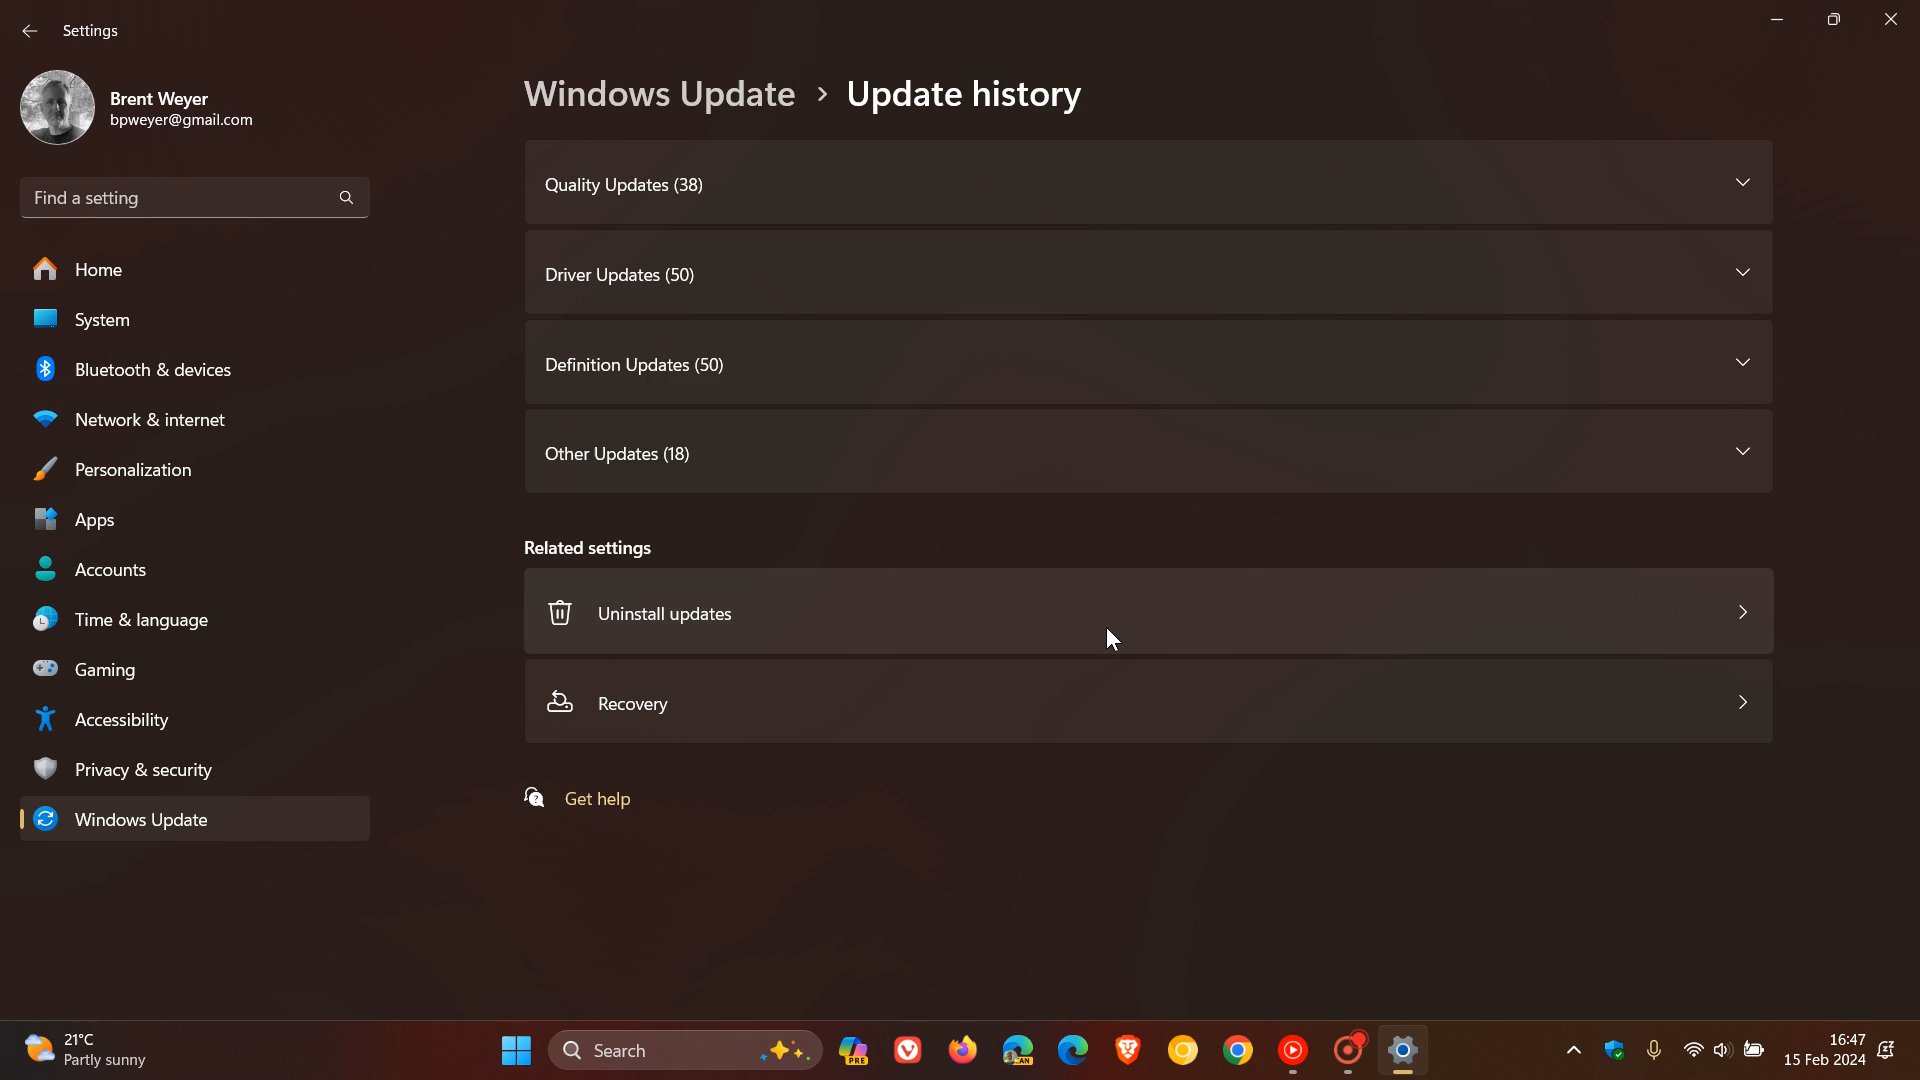 Settings
Brent Weyer
bpweyer@gmail.com
Find a setting
Home
System
Bluetooth & devices
Network & internet
Personalization
Apps
Accounts
Time & language
Gaming
Accessibility
Privacy & security
Windows Update
Windows Update > Update history
Quality Updates (38)
Driver Updates (50)
Definition Updates (50)
Other Updates (18)
Related settings
Uninstall updates
Recovery
Get help
21°C
Partly sunny
Search
PRE
CAN
16:47
15 Feb 2024